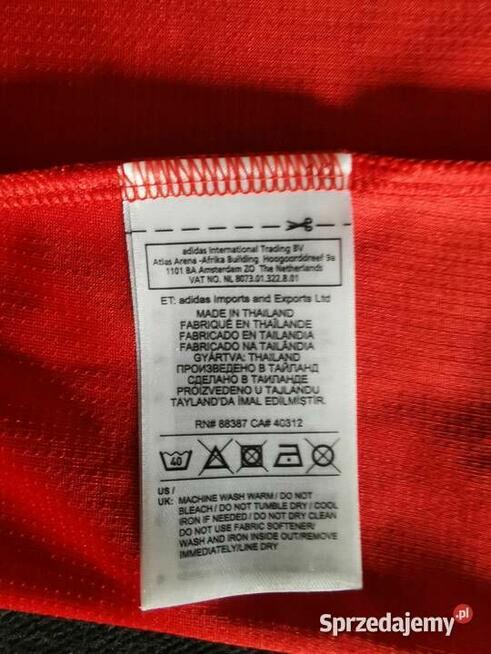 adidas International Trading BV
Atlas Arena -Afrika Building, Hoogoorddreef 9a
1101 BA Amsterdam ZO The Netherlands
VAT NO. NL 8073.01.322.B.01
ET: adidas Imports and Exports Ltd
MADE IN THAILAND
FABRIQUÉ EN THAÏLANDE
FABRICADO EN TAILANDIA
FABRICADO NA TAILÂNDIA
GYÁRTVA: THAILAND
ПРОИЗВЕДЕНО В ТАЙЛАНД
СДЕЛАНО В ТАИЛАНДЕ
PROIZVEDENO U TAJLANDU
TAYLAND'DA İMAL EDİLMİŞTİR.
RN# 88387 CA# 40312
40
US /
UK: MACHINE WASH WARM / DO NOT
BLEACH / DO NOT TUMBLE DRY / COOL
IRON IF NEEDED / DO NOT DRY CLEAN
DO NOT USE FABRIC SOFTENER/
WASH AND IRON INSIDE OUT/REMOVE
IMMEDIATELY/LINE DRY
Sprzedajemy.pl